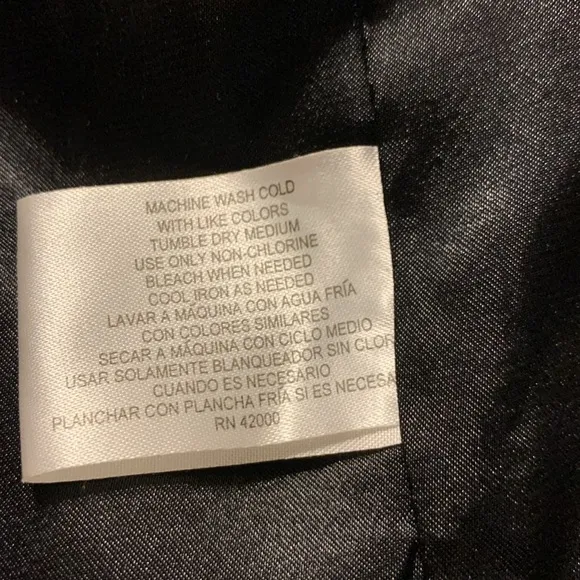 MACHINE WASH COLD
WITH LIKE COLORS
TUMBLE DRY MEDIUM
USE ONLY NON-CHLORINE
BLEACH WHEN NEEDED
COOL IRON AS NEEDED
LAVAR A MÁQUINA CON AGUA FRÍA
CON COLORES SIMILARES
SECAR A MÁQUINA CON CICLO MEDIO
USAR SOLAMENTE BLANQUEADOR SIN CLOR
CUANDO ES NECESARIO
PLANCHAR CON PLANCHA FRÍA SI ES NECESA
RN 42000